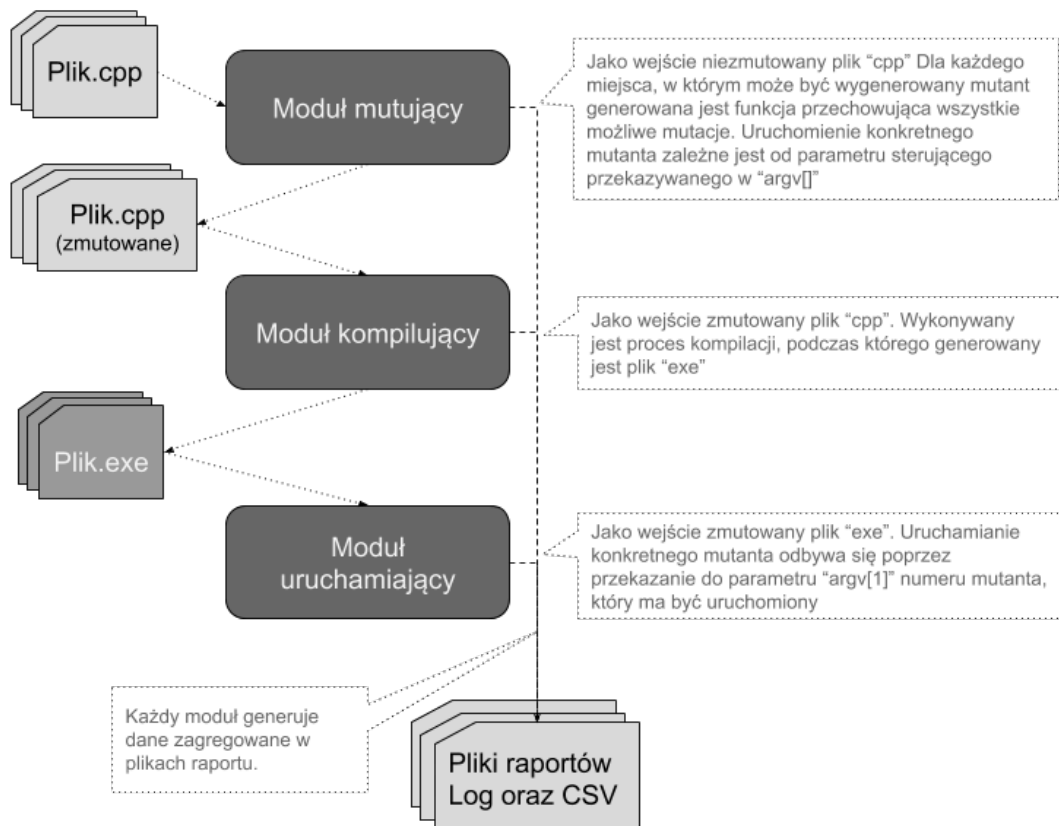 Plik.cpp
Moduł mutujący
Jako wejście niezmutowany plik “cpp” Dla każdego
miejsca, w którym może być wygenerowany mutant
generowana jest funkcja przechowująca wszystkie
możliwe mutacje. Uruchomienie konkretnego
mutanta zależne jest od parametru sterującego
przekazywanego w “argv[]”
Plik.cpp
(zmutowane)
Moduł kompilujący
Jako wejście zmutowany plik “cpp”. Wykonywany
jest proces kompilacji, podczas którego generowany
jest plik “exe”
Plik.exe
Moduł
uruchamiający
Jako wejście zmutowany plik “exe”. Uruchamianie
konkretnego mutanta odbywa się poprzez
przekazanie do parametru “argv[1]” numeru mutanta,
który ma być uruchomiony
Każdy moduł generuje
dane zagregowane w
plikach raportu.
Pliki raportów
Log oraz CSV